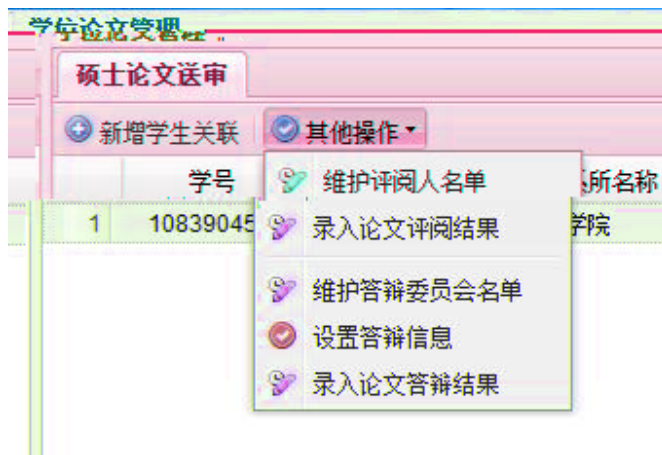 学位论文管理
硕士论文送审
新增学生关联 其他操作
学号 所名称
维护评阅人名单
1 10839045 学院
录入论文评阅结果
维护答辩委员会名单
设置答辩信息
录入论文答辩结果